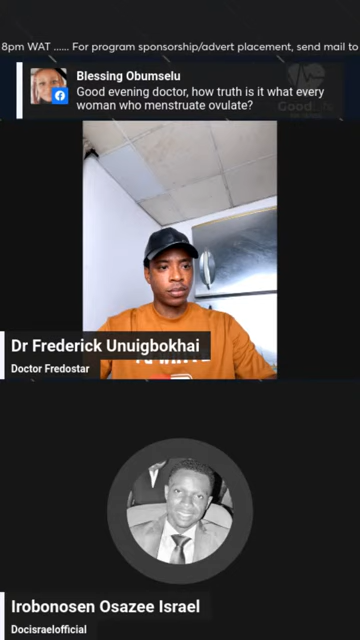 8pm WAT ...... For program sponsorship/advert placement, send mail to
Blessing Obumselu
Good evening doctor, how truth is it what every
woman who menstruate ovulate?
Dr Frederick Unuigbokhai
Doctor Fredostar
Irobonosen Osazee Israel
Docisraelofficial